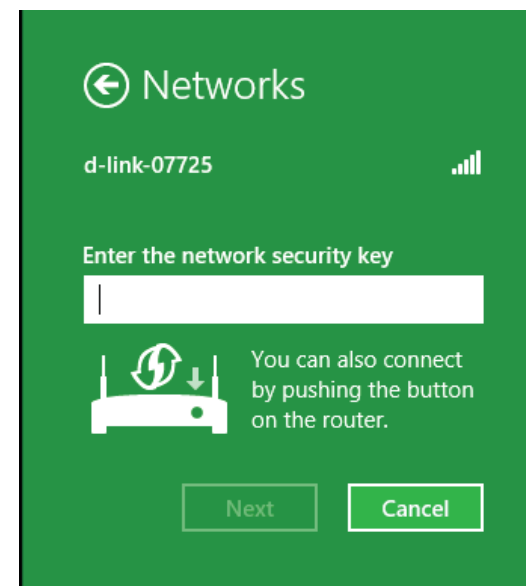 Networks
d-link-07725
Enter the network security key
You can also connect
by pushing the button
on the router.
Next
Cancel